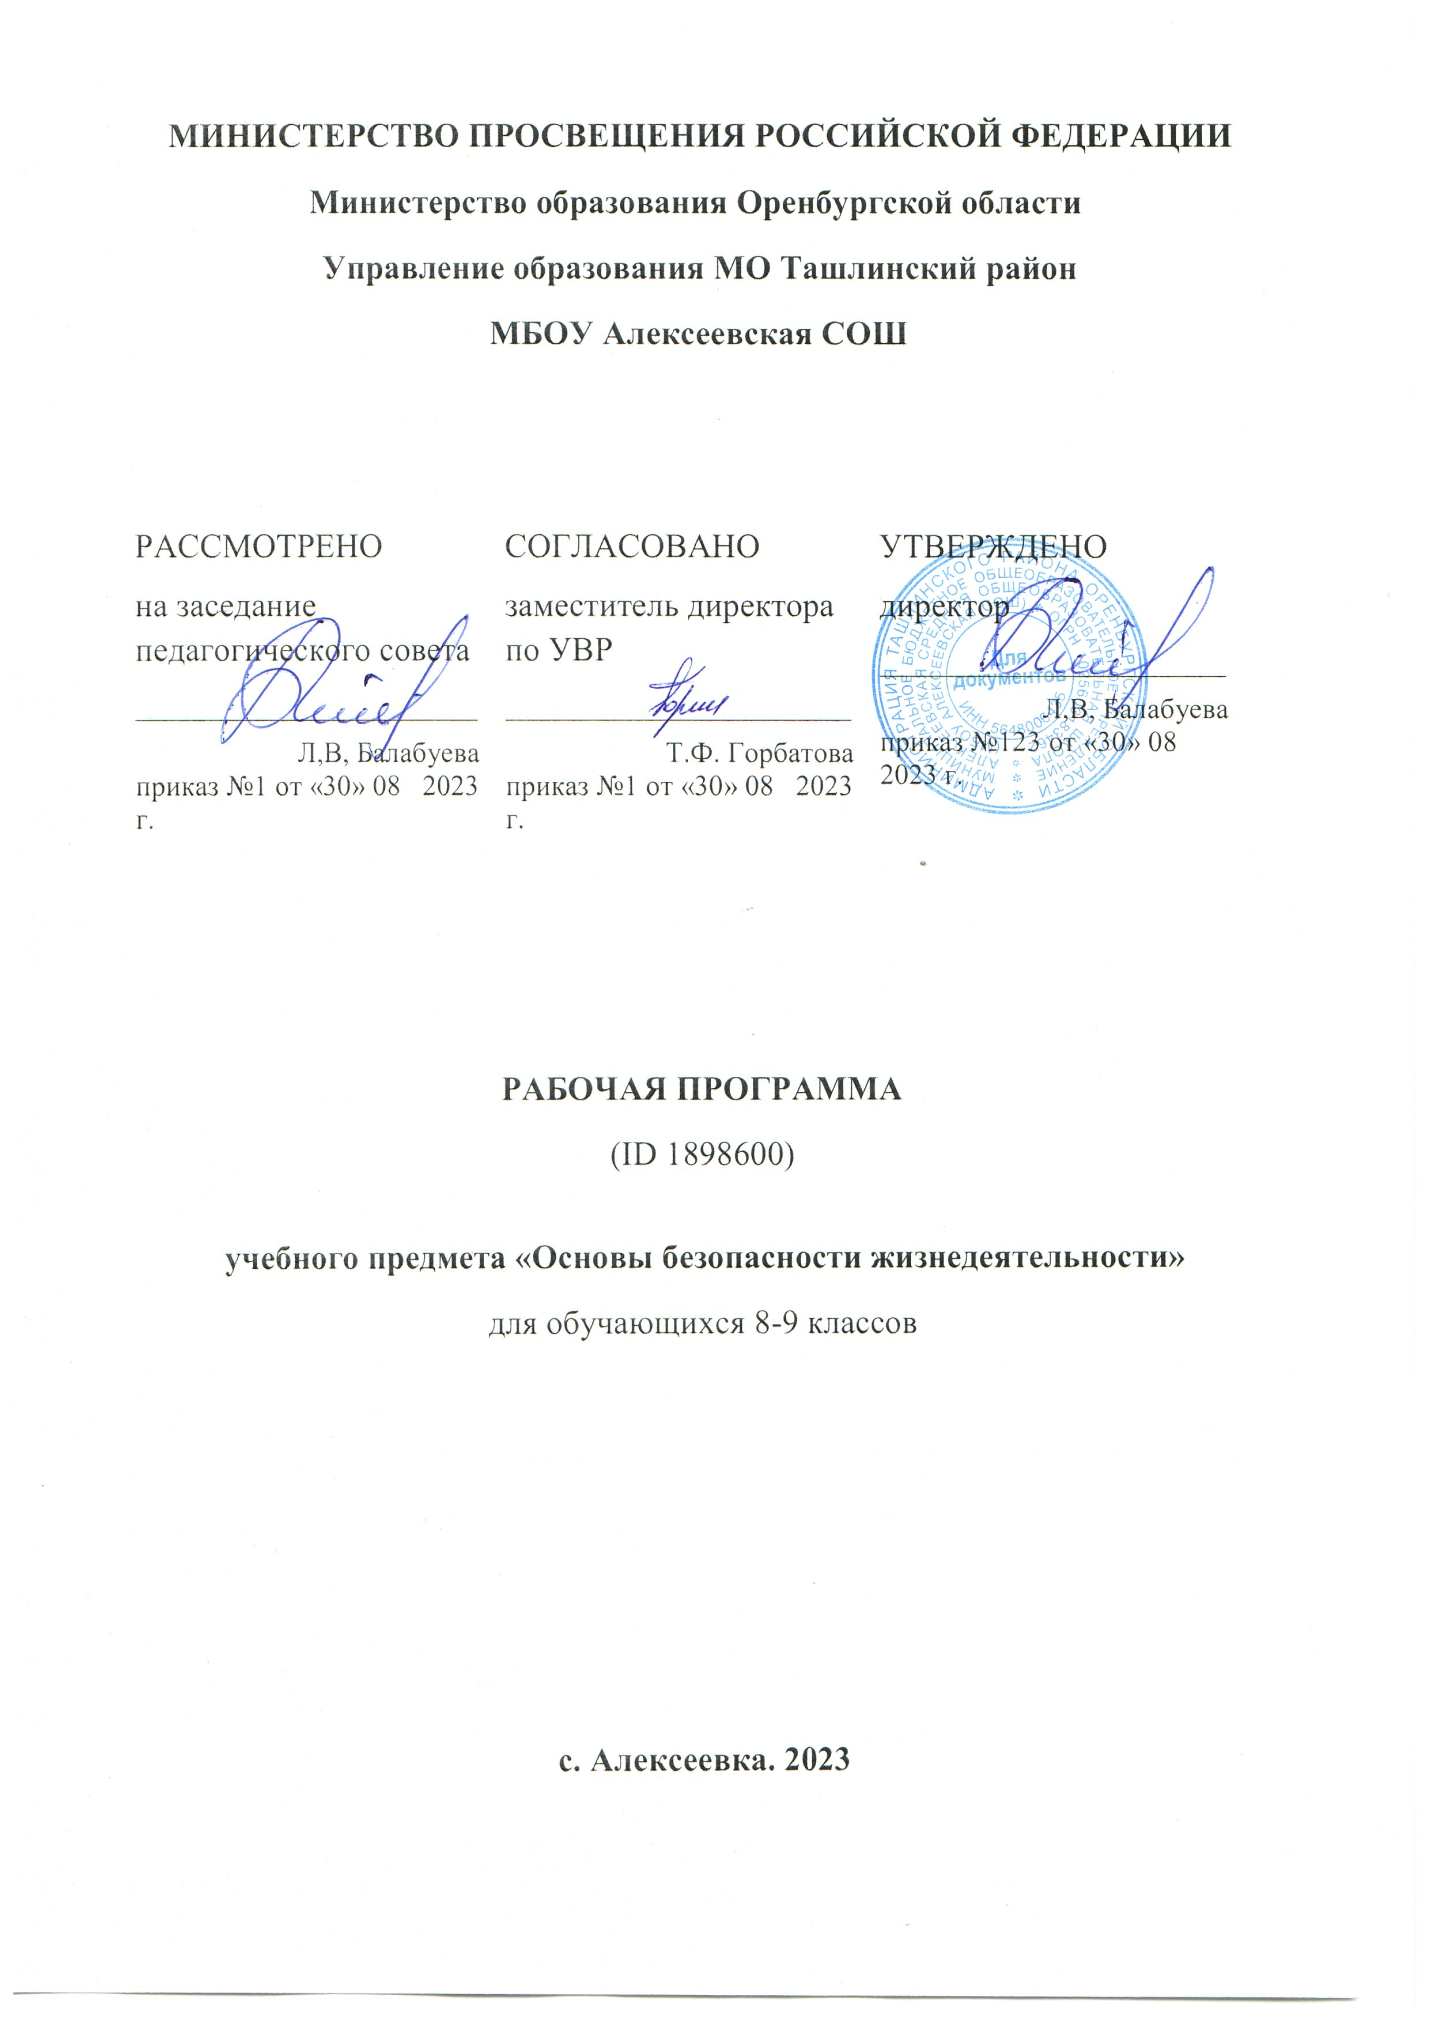 МИНИСТЕРСТВО ПРОСВЕЩЕНИЯ РОССИЙСКОЙ ФЕДЕРАЦИИ
Министерство образования Оренбургской области
Управление образования МО Ташлинский район
МБОУ Алексеевская СОШ
РАССМОТРЕНО
на заседание
педагогического совета
Л,В, Балабуева
приказ №1 от «30» 08 2023
г.
СОГЛАСОВАНО
заместитель директора
по УВР
Т.Ф. Горбатова
приказ №1 от «30» 08 2023
г.
УТВЕРЖДЕНО
директор
Л,В, Балабуева
приказ №123 от «30» 08
2023 г.
Для
документов
РАБОЧАЯ ПРОГРАММА
(ID 1898600)
учебного предмета «Основы безопасности жизнедеятельности»
для обучающихся 8-9 классов
с. Алексеевка. 2023